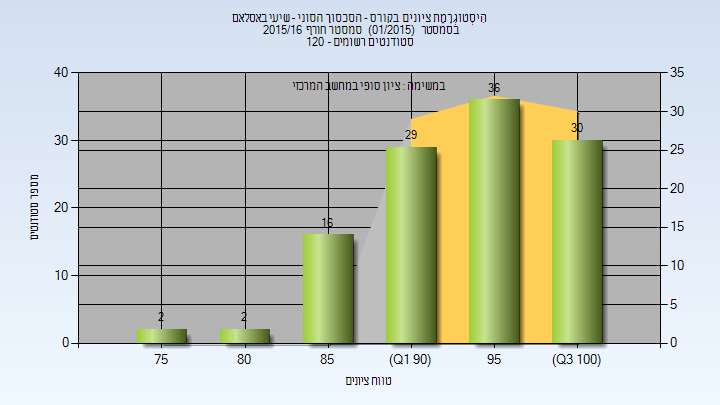 היסטוגרמת ציונים בקורס - הסכסוך הסוני - שיעי באסלאם
בסמסטר (01/2015) סמסטר חורף 2015/16
סטודנטים רשומים - 120
במשימה : ציון סופי במחשב המרכזי
40
30
20
10
0
35
30
25
20
15
10
5
0
2
2
16
29
36
30
75
80
85
(Q1 90)
95
(Q3 100)
מספר סטודנטים
טווח ציונים